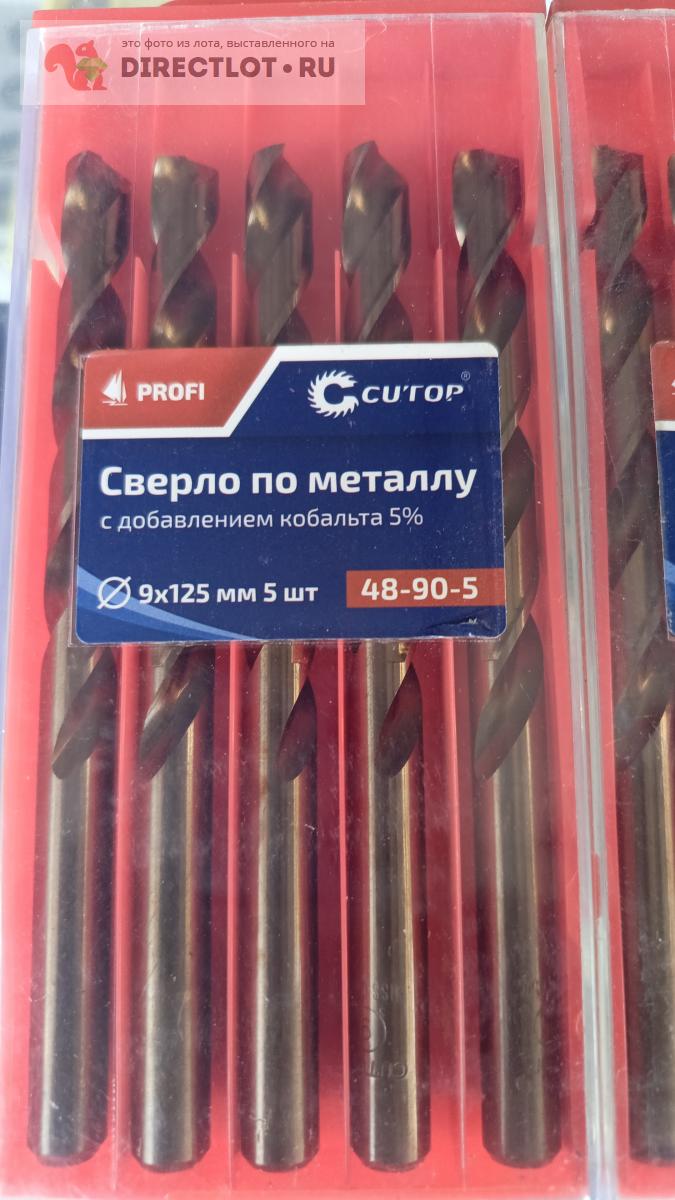 это фото из лота, выставленного на
DIRECTLOT•RU
PROFI
CUTOP®
Сверло по металлу
с добавлением кобальта 5%
9х125 мм 5 шт
48-90-5